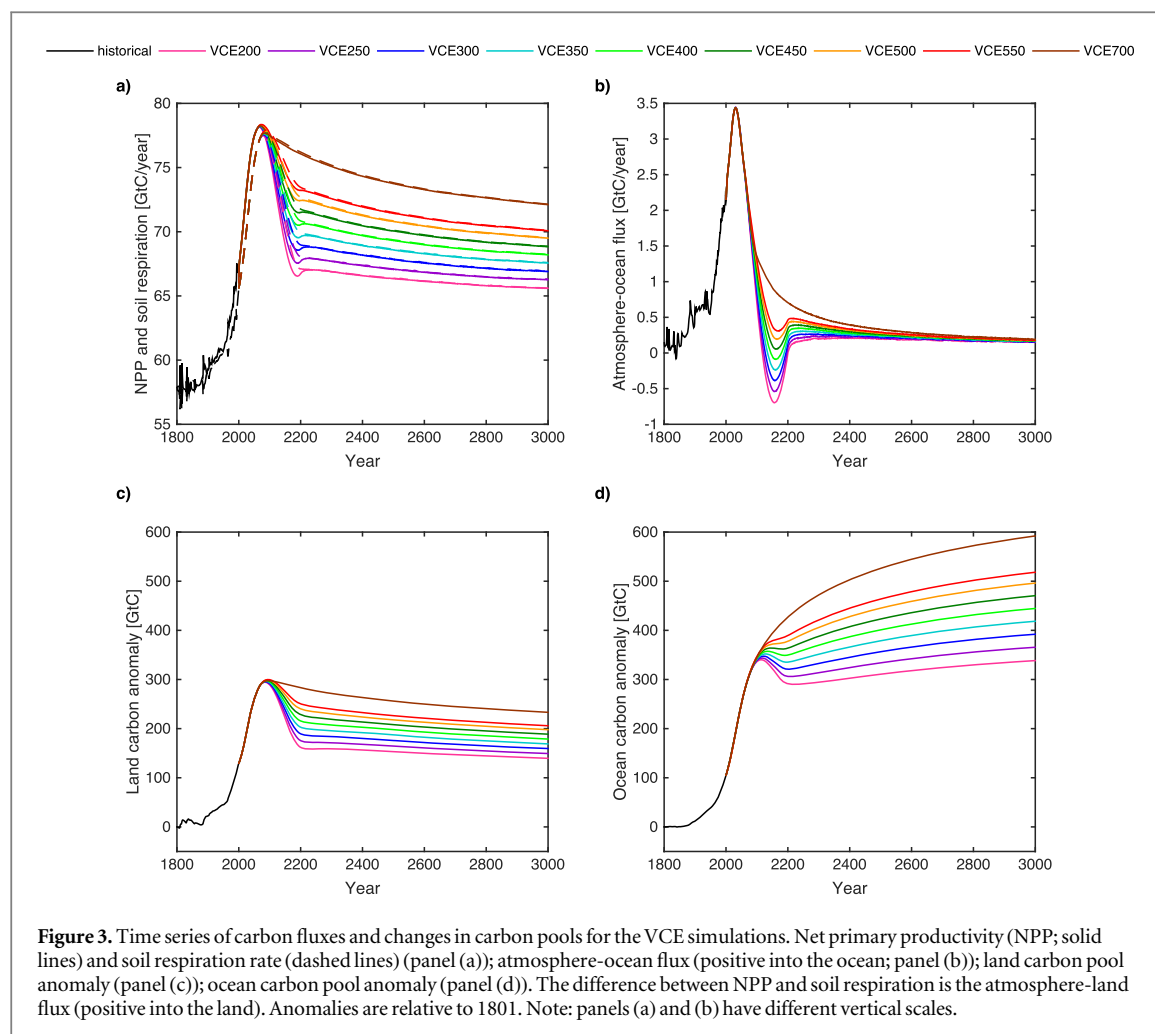 historical VCE200 VCE250 VCE300 VCE350 VCE400 VCE450 VCE500 VCE550 VCE700
a)
NPP and soil respiration [GtC/year]
80
75
70
65
60
55
1800 2000 2200 2400 2600 2800 3000
Year
b)
Atmosphere-ocean flux [GtC/year]
3.5
3
2.5
2
1.5
1
0.5
0
-0.5
-1
1800 2000 2200 2400 2600 2800 3000
Year
c)
Land carbon anomaly [GtC]
600
500
400
300
200
100
0
1800 2000 2200 2400 2600 2800 3000
Year
d)
Ocean carbon anomaly [GtC]
600
500
400
300
200
100
0
1800 2000 2200 2400 2600 2800 3000
Year
Figure 3. Time series of carbon fluxes and changes in carbon pools for the VCE simulations. Net primary productivity (NPP; solid
lines) and soil respiration rate (dashed lines) (panel (a)); atmosphere-ocean flux (positive into the ocean; panel (b)); land carbon pool
anomaly (panel (c)); ocean carbon pool anomaly (panel (d)). The difference between NPP and soil respiration is the atmosphere-land
flux (positive into the land). Anomalies are relative to 1801. Note: panels (a) and (b) have different vertical scales.